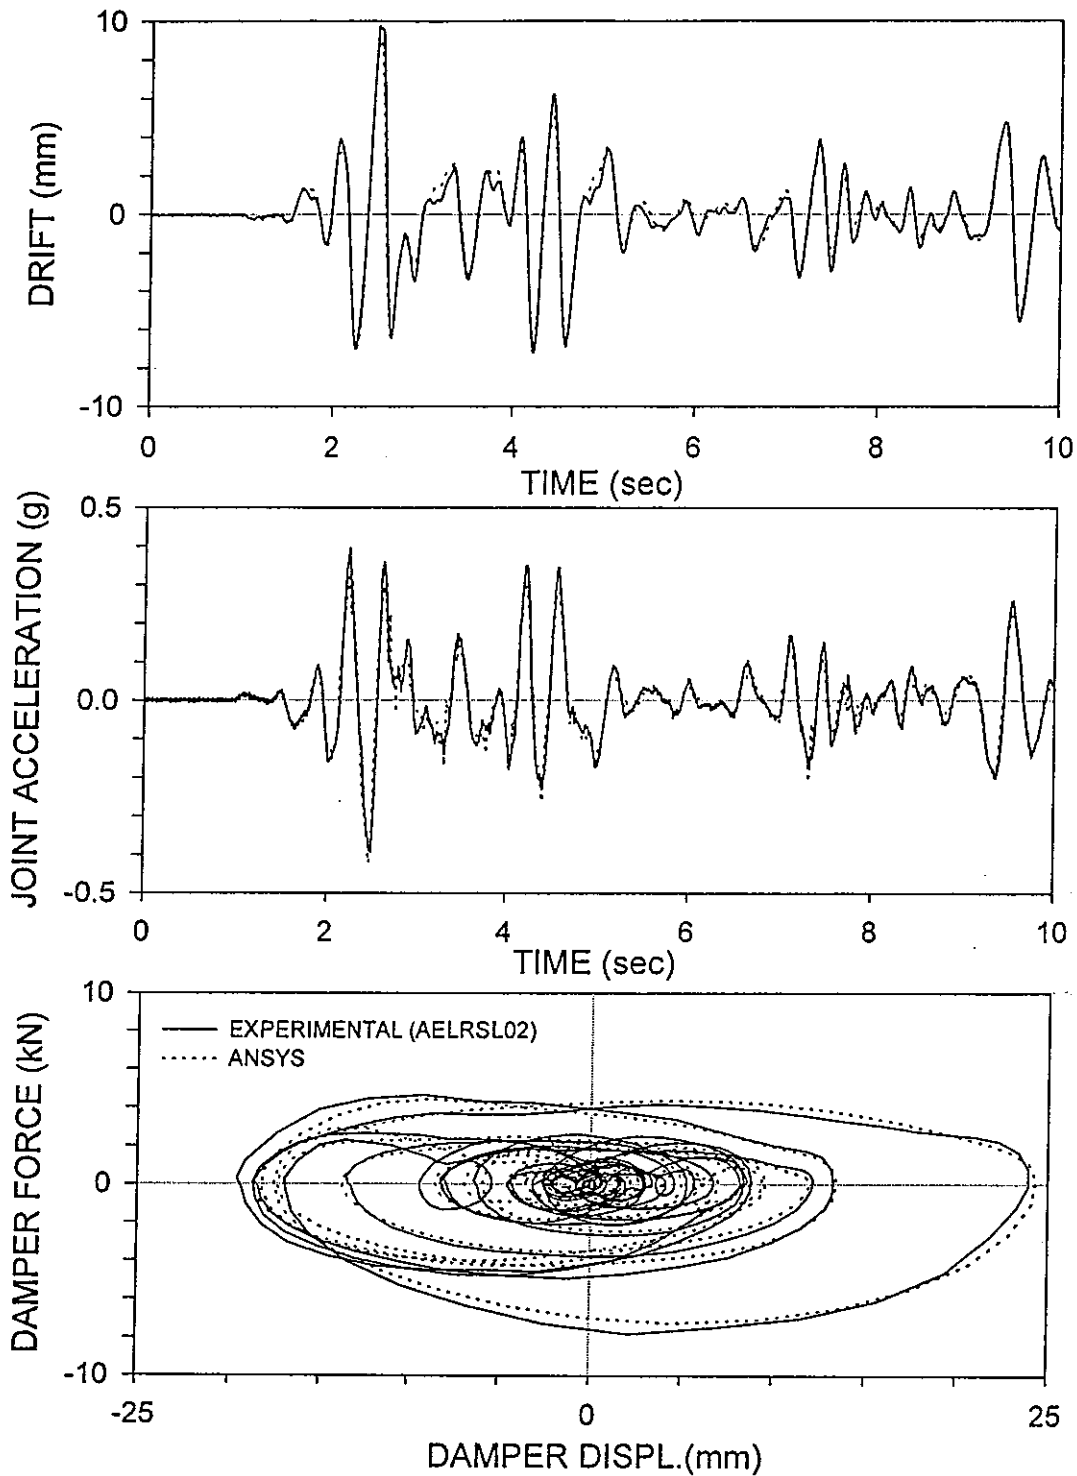 10
DRIFT (mm)
0
-10
0 2 4 6 8 10
TIME (sec)
0.5
JOINT ACCELERATION (g)
0.0
-0.5
0 2 4 6 8 10
TIME (sec)
10
DAMPER FORCE (kN)
EXPERIMENTAL (AELRSL02)
ANSYS
0
-10
-25 0 25
DAMPER DISPL.(mm)